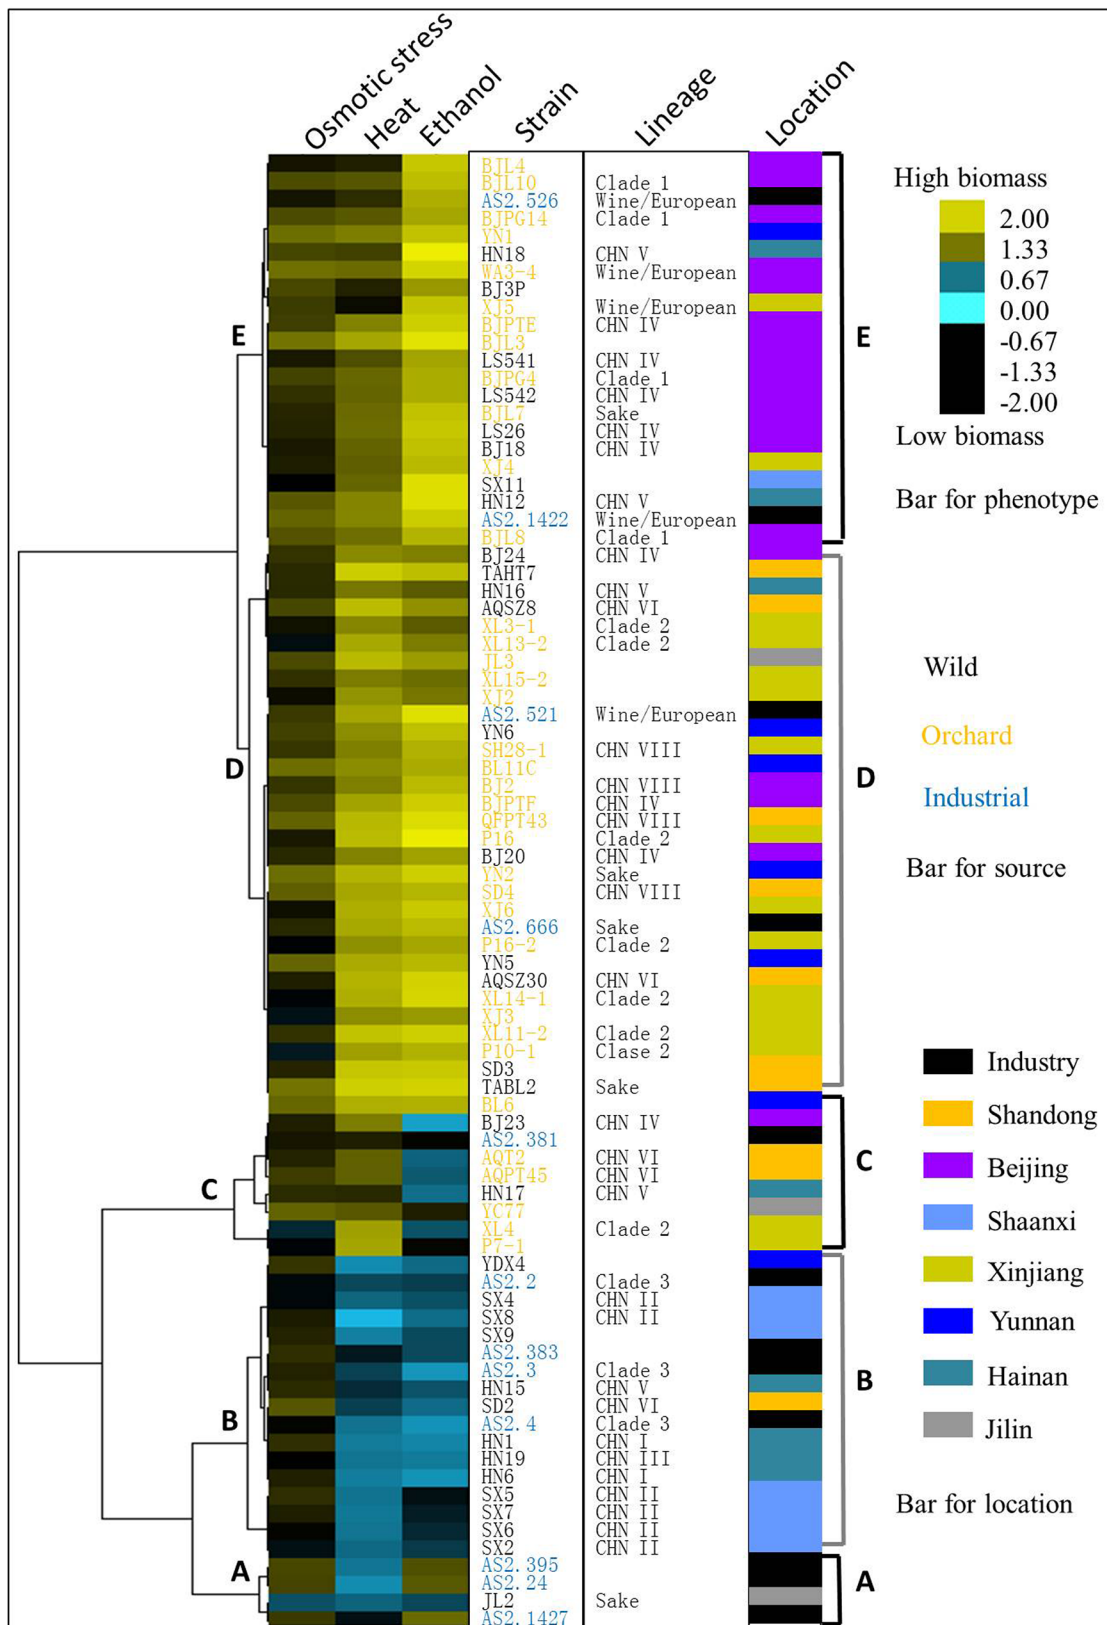 Osmotic stress Heat Ethanol Strain Lineage Location
BJL4
BJL10 Clade 1
AS2.526 Wine/European
BJPG14 Clade 1
YN1
HN18 CHN V
WA3-4 Wine/European
BJ3P
XJ5 Wine/European
BJPTE CHN IV
BJL3
LS541 CHN IV
BJPG4 Clade 1
LS542 CHN IV
BJL7 Sake
LS26 CHN IV
BJ18 CHN IV
XJ4
SX11
HN12 CHN V
AS2.1422 Wine/European
BJL8 Clade 1
BJ24 CHN IV
TAHT7
HN16 CHN V
AQSZ8 CHN VI
XL3-1 Clade 2
XL13-2 Clade 2
JL3
XL15-2
XJ2
AS2.521 Wine/European
YN6
SH28-1 CHN VIII
BL11C
BJ2 CHN VIII
BJPTF CHN IV
QFPT43 CHN VIII
P16 Clade 2
BJ20 CHN IV
YN2 Sake
SD4 CHN VIII
XJ6
AS2.666 Sake
P16-2 Clade 2
YN5
AQSZ30 CHN VI
XL14-1 Clade 2
XJ3
XL11-2 Clade 2
P10-1 Clase 2
SD3
TABL2 Sake
BL6
BJ23 CHN IV
AS2.381
AQT2 CHN VI
AQPT45 CHN VI
HN17 CHN V
YC77
XL4 Clade 2
P7-1
YDX4
AS2.2 Clade 3
SX4 CHN II
SX8 CHN II
SX9
AS2.383
AS2.3 Clade 3
HN15 CHN V
SD2 CHN VI
AS2.4 Clade 3
HN1 CHN I
HN19 CHN III
HN6 CHN I
SX5 CHN II
SX7 CHN II
SX6 CHN II
SX2 CHN II
AS2.395
AS2.24
JL2 Sake
AS2.1427
E
D
C
B
A
E
D
C
B
A
High biomass
2.00
1.33
0.67
0.00
-0.67
-1.33
-2.00
Low biomass
Bar for phenotype
Wild
Orchard
Industrial
Bar for source
Industry
Shandong
Beijing
Shaanxi
Xinjiang
Yunnan
Hainan
Jilin
Bar for location